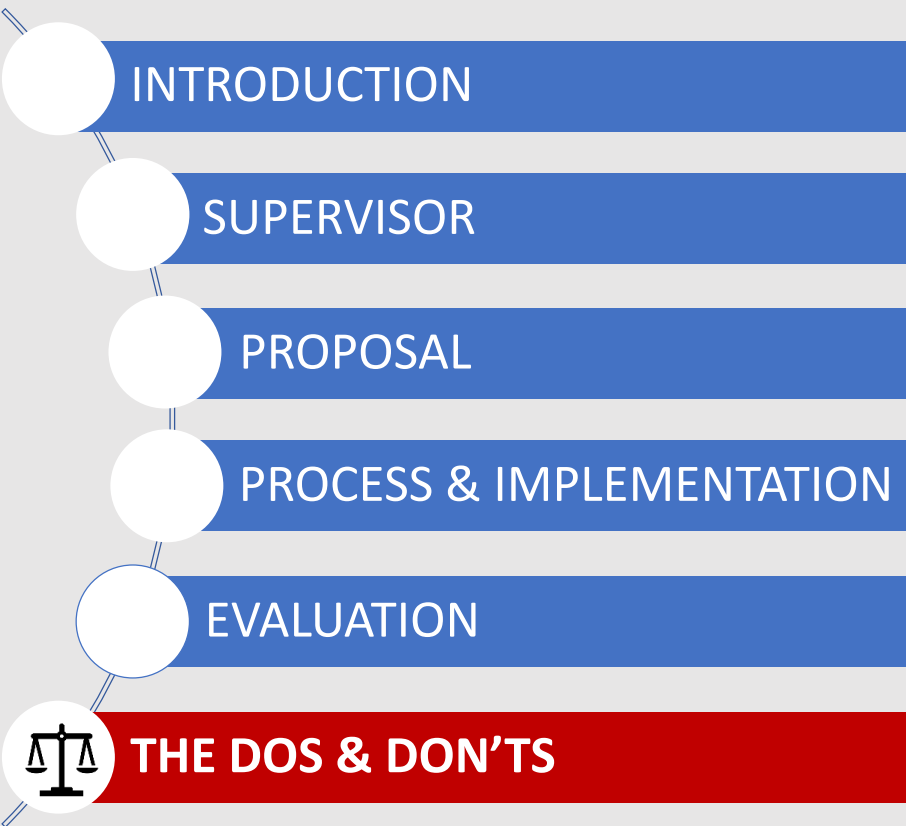 INTRODUCTION
SUPERVISOR
PROPOSAL
PROCESS & IMPLEMENTATION
EVALUATION
THE DOS & DON’TS